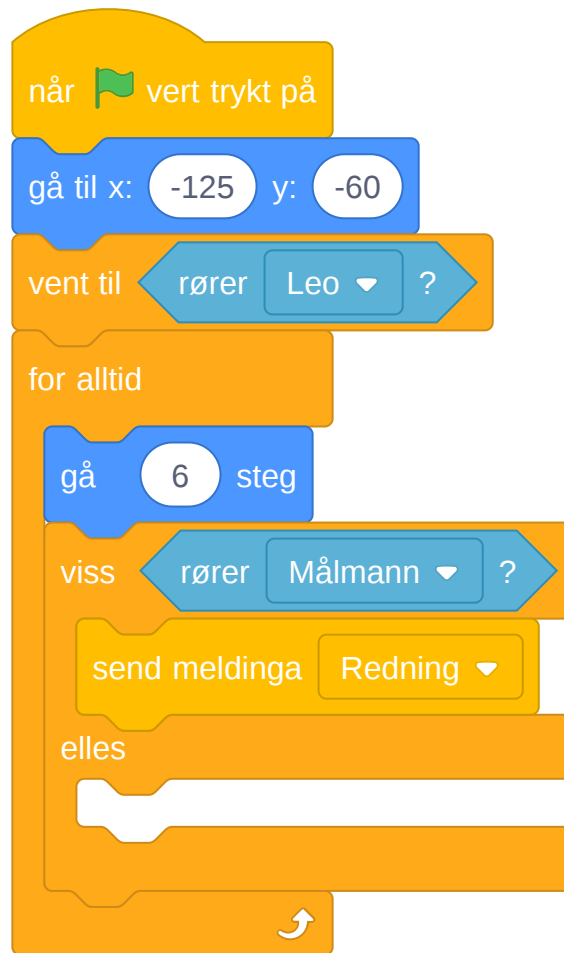 når vert trykt på
gå til x: -125 y: -60
vent til rører Leo ?
for alltid
gå 6 steg
viss rører Målmann ?
send meldinga Redning
elles